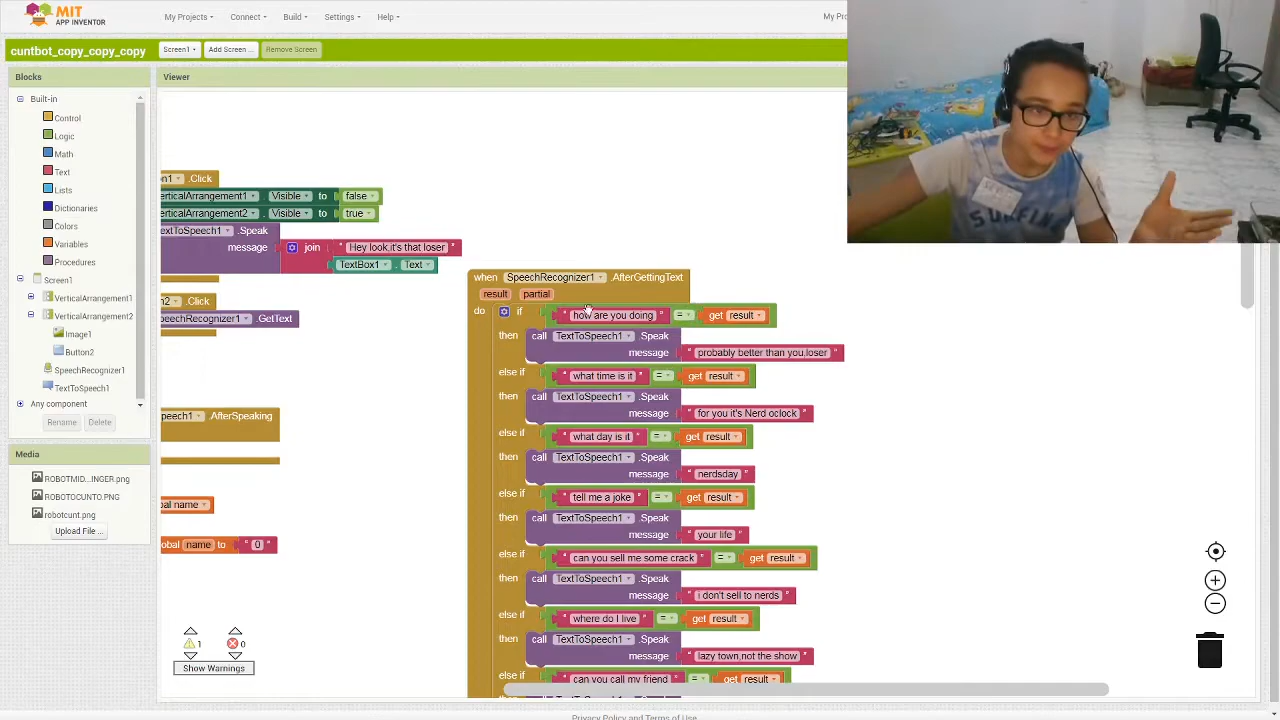 MIT
APP INVENTOR
My Projects
Connect
Build
Settings
Help
My Pro
cuntbot_copy_copy_copy
Screen1
Add Screen ...
Remove Screen
Blocks
Viewer
Built-in
Control
Logic
Math
Text
Lists
Dictionaries
Colors
Variables
Procedures
Screen1
VerticalArrangement1
VerticalArrangement2
Image1
Button2
SpeechRecognizer1
TextToSpeech1
Any component
Rename
Delete
Media
ROBOTMID...INGER.png
ROBOTOCUNTO.PNG
robotcunt.png
Upload File ...
on1 .Click
erticalArrangement1 . Visible to false
erticalArrangement2 . Visible to true
extToSpeech1 .Speak
message join " Hey look,it's that loser "
TextBox1 . Text
n2 .Click
eechRecognizer1 .GetText
peech1 .AfterSpeaking
bal name
lobal name to " 0 "
when SpeechRecognizer1 .AfterGettingText
result partial
do if " how are you doing " = get result
then call TextToSpeech1 .Speak
message " probably better than you,loser "
else if " what time is it " = get result
then call TextToSpeech1 .Speak
message " for you it's Nerd oclock "
else if " what day is it " = get result
then call TextToSpeech1 .Speak
message " nerdsday "
else if " tell me a joke " = get result
then call TextToSpeech1 .Speak
message " your life "
else if " can you sell me some crack " = get result
then call TextToSpeech1 .Speak
message " i don't sell to nerds "
else if " where do I live " = get result
then call TextToSpeech1 .Speak
message " lazy town,not the show "
else if " can you call my friend " = get result
1
0
Show Warnings
SURFING
Privacy Policy and Terms of Use